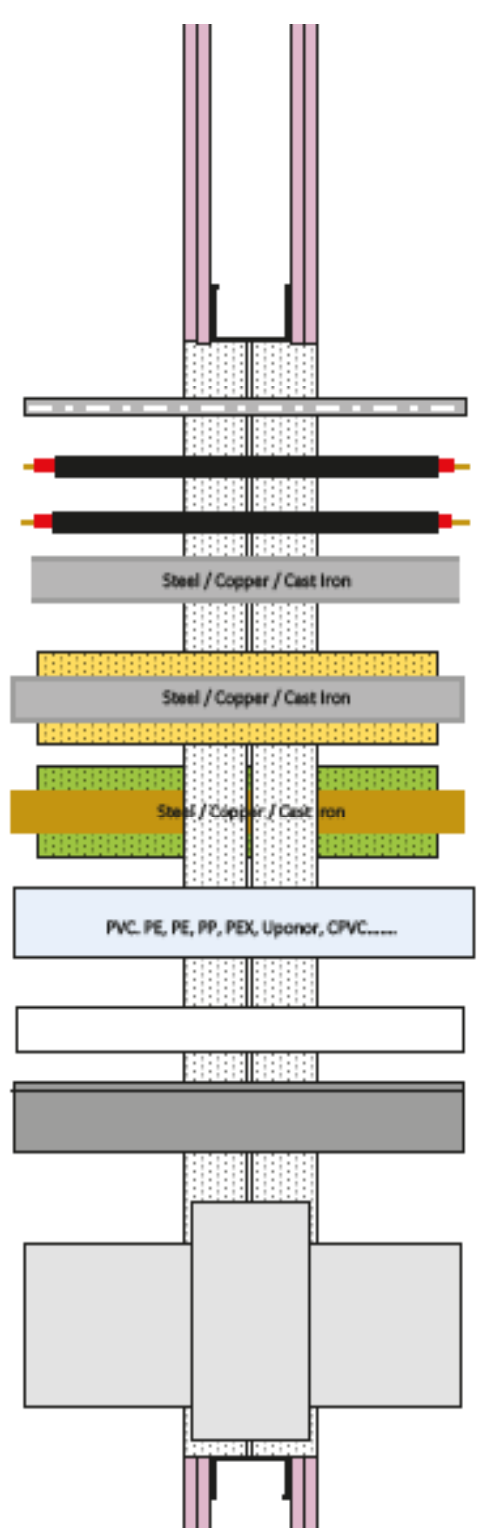 Steel / Copper / Cast Iron
Steel / Copper / Cast Iron
Steel / Copper / Cast Iron
PVC. PE, PE, PP, PEX, Uponor, CPVC.......